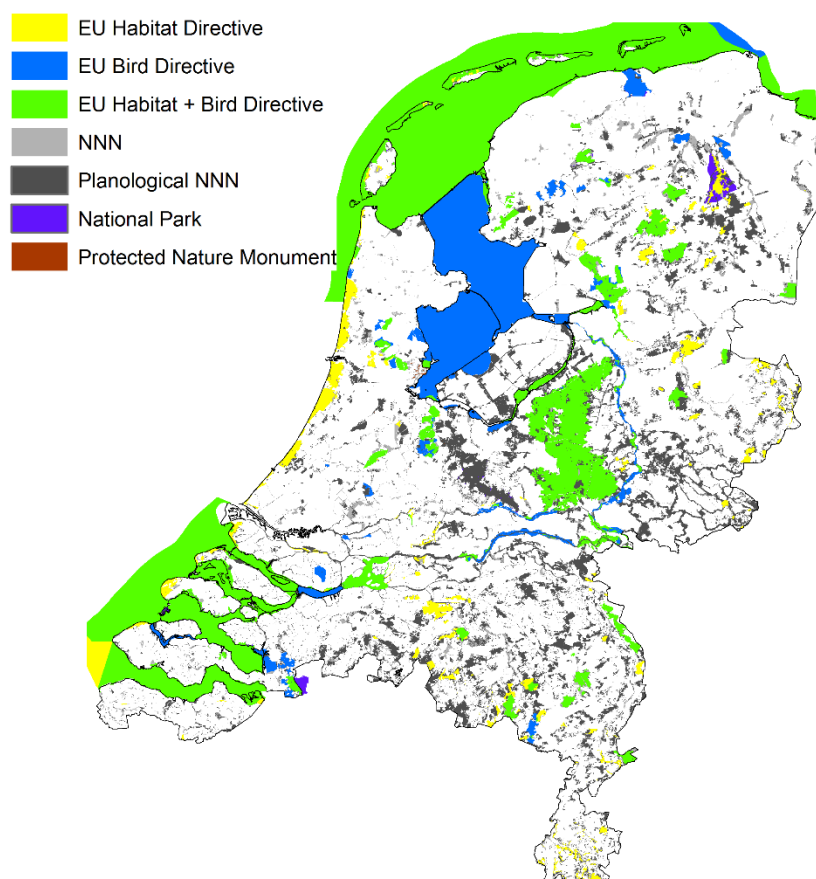 EU Habitat Directive
EU Bird Directive
EU Habitat + Bird Directive
NNN
Planological NNN
National Park
Protected Nature Monument